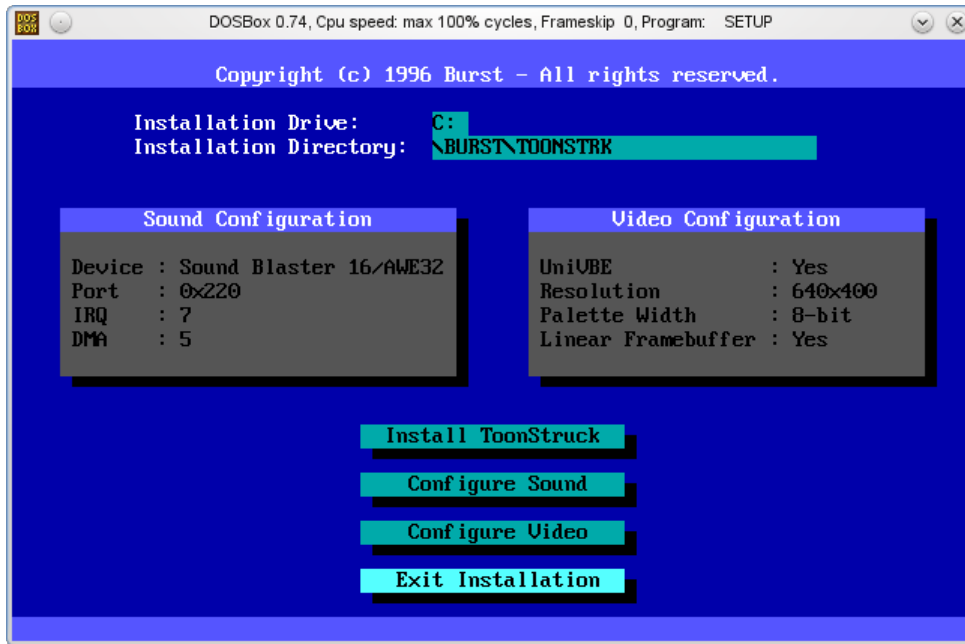 DOS BOX
DOSBox 0.74, Cpu speed: max 100% cycles, Frameskip 0, Program: SETUP
Copyright (c) 1996 Burst - All rights reserved.
Installation Drive: C:
Installation Directory: \BURST\TOONSTRK
Sound Configuration
Device : Sound Blaster 16/AWE32
Port : 0x220
IRQ : 7
DMA : 5
Video Configuration
UniVBE : Yes
Resolution : 640x400
Palette Width : 8-bit
Linear Framebuffer : Yes
Install ToonStruck
Configure Sound
Configure Video
Exit Installation